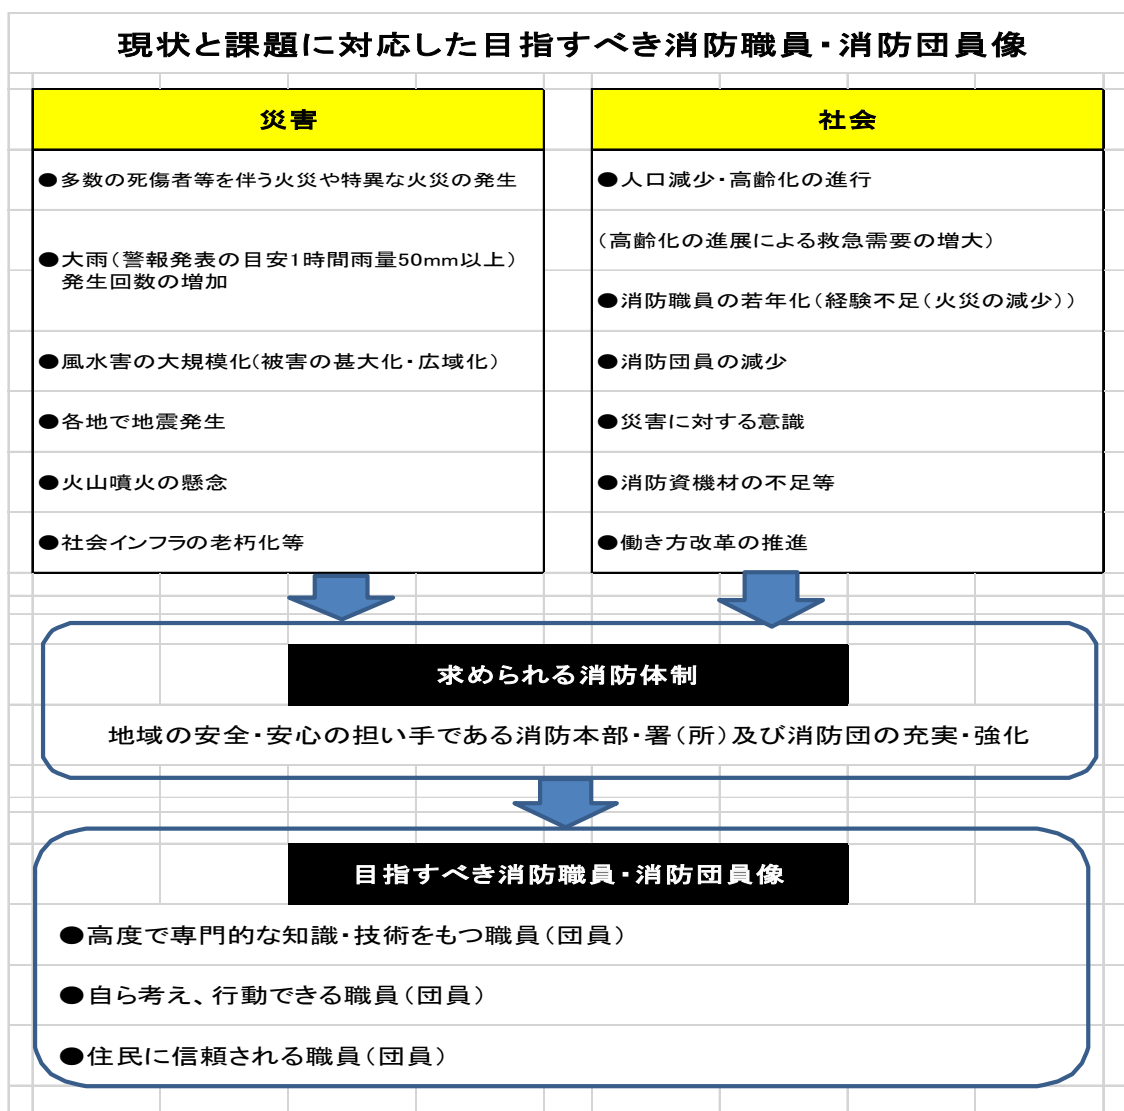 現状と課題に対応した目指すべき消防職員・消防団員像
災害
●多数の死傷者等を伴う火災や特異な火災の発生
●大雨(警報発表の目安1時間雨量50mm以上)
発生回数の増加
●風水害の大規模化(被害の甚大化・広域化)
●各地で地震発生
●火山噴火の懸念
●社会インフラの老朽化等
社会
●人口減少・高齢化の進行
(高齢化の進展による救急需要の増大)
●消防職員の若年化(経験不足(火災の減少))
●消防団員の減少
●災害に対する意識
●消防資機材の不足等
●働き方改革の推進
求められる消防体制
地域の安全・安心の担い手である消防本部・署(所)及び消防団の充実・強化
目指すべき消防職員・消防団員像
●高度で専門的な知識・技術をもつ職員(団員)
●自ら考え、行動できる職員(団員)
●住民に信頼される職員(団員)